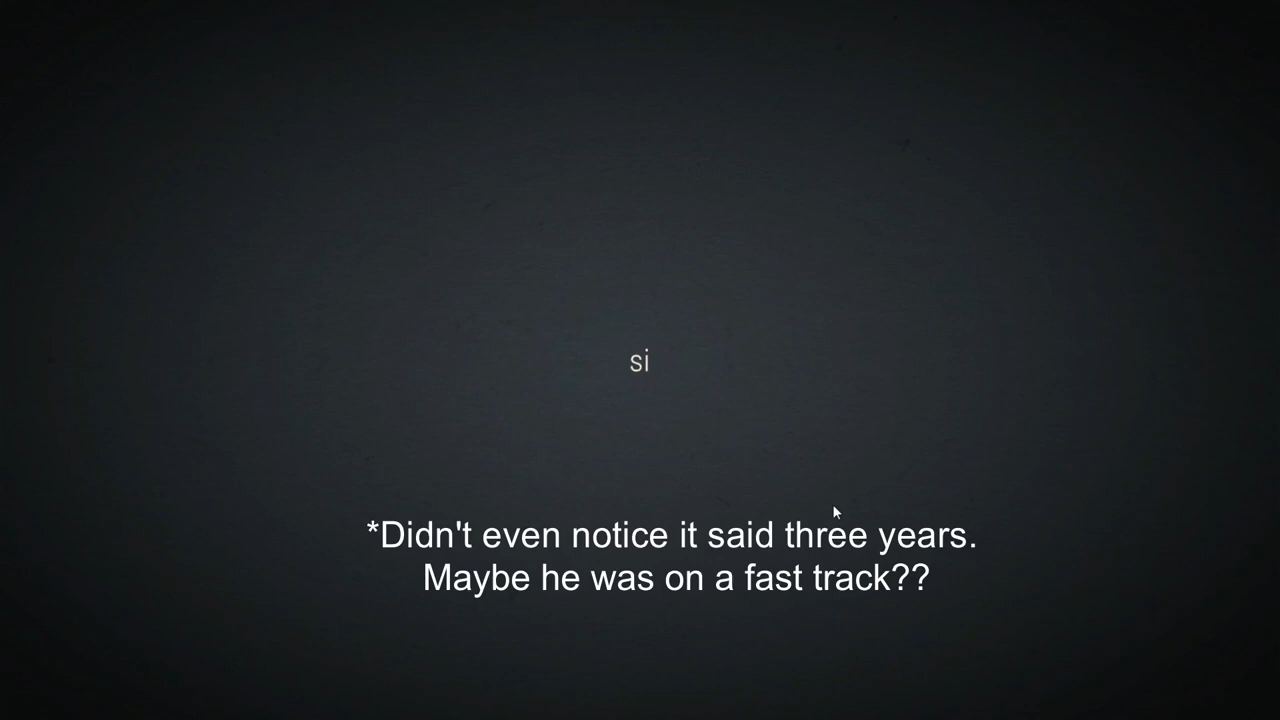 si
*Didn't even notice it said three years.
Maybe he was on a fast track??